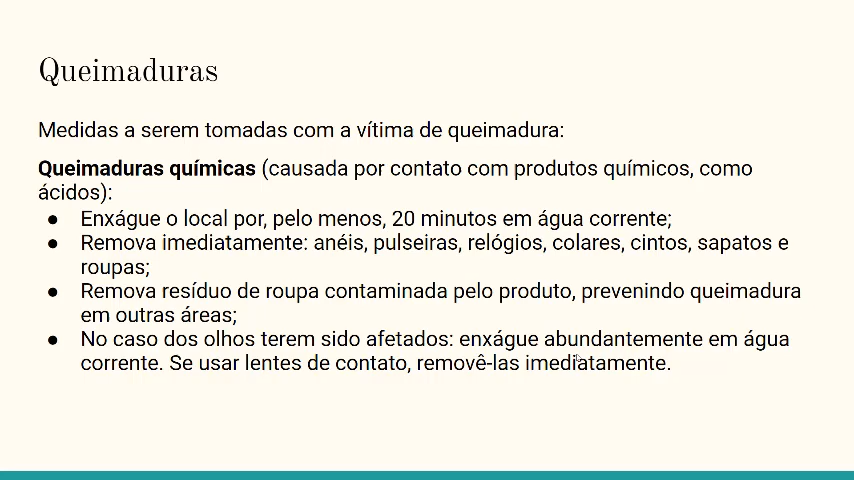 Queimaduras
Medidas a serem tomadas com a vítima de queimadura:
Queimaduras químicas (causada por contato com produtos químicos, como
ácidos):
● Enxágue o local por, pelo menos, 20 minutos em água corrente;
● Remova imediatamente: anéis, pulseiras, relógios, colares, cintos, sapatos e
roupas;
● Remova resíduo de roupa contaminada pelo produto, prevenindo queimadura
em outras áreas;
● No caso dos olhos terem sido afetados: enxágue abundantemente em água
corrente. Se usar lentes de contato, removê-las imediatamente.